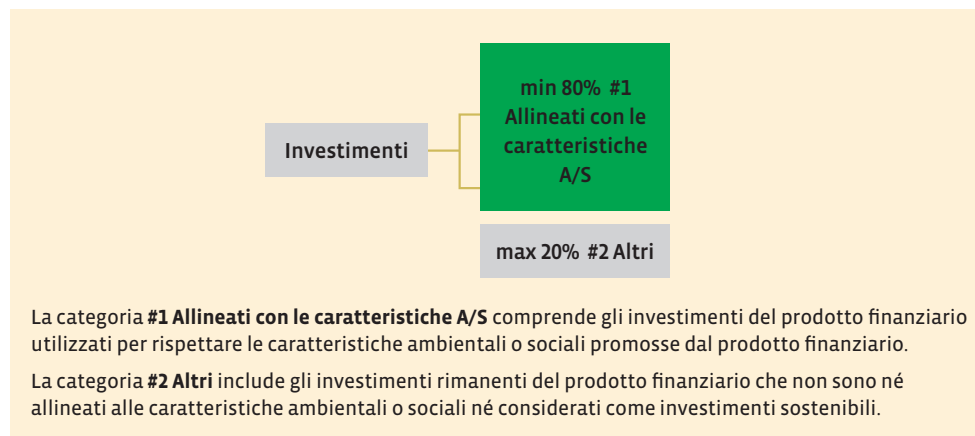 min 80% #1
Allineati con le
caratteristiche
A/S
Investimenti
max 20% #2 Altri
La categoria #1 Allineati con le caratteristiche A/S comprende gli investimenti del prodotto finanziario
utilizzati per rispettare le caratteristiche ambientali o sociali promosse dal prodotto finanziario.
La categoria #2 Altri include gli investimenti rimanenti del prodotto finanziario che non sono né
allineati alle caratteristiche ambientali o sociali né considerati come investimenti sostenibili.